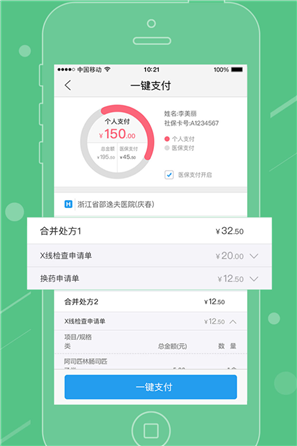 中国移动 10:21
一键支付
个人支付
¥150.00
总金额 医保支付
¥195.50 ¥45.50
姓名:李美丽
社保卡号:A1234567
个人支付
医保支付
医保支付开启
浙江省邵逸夫医院(庆春)
合并处方1 ¥32.50
X线检查申请单 ¥20.00
换药申请单 ¥12.50
合并处方2 ¥12.50
X线检查申请单 ¥12.50
项目/规格
类 总金额(元) 数 量
阿司匹林赖司匹
一键支付